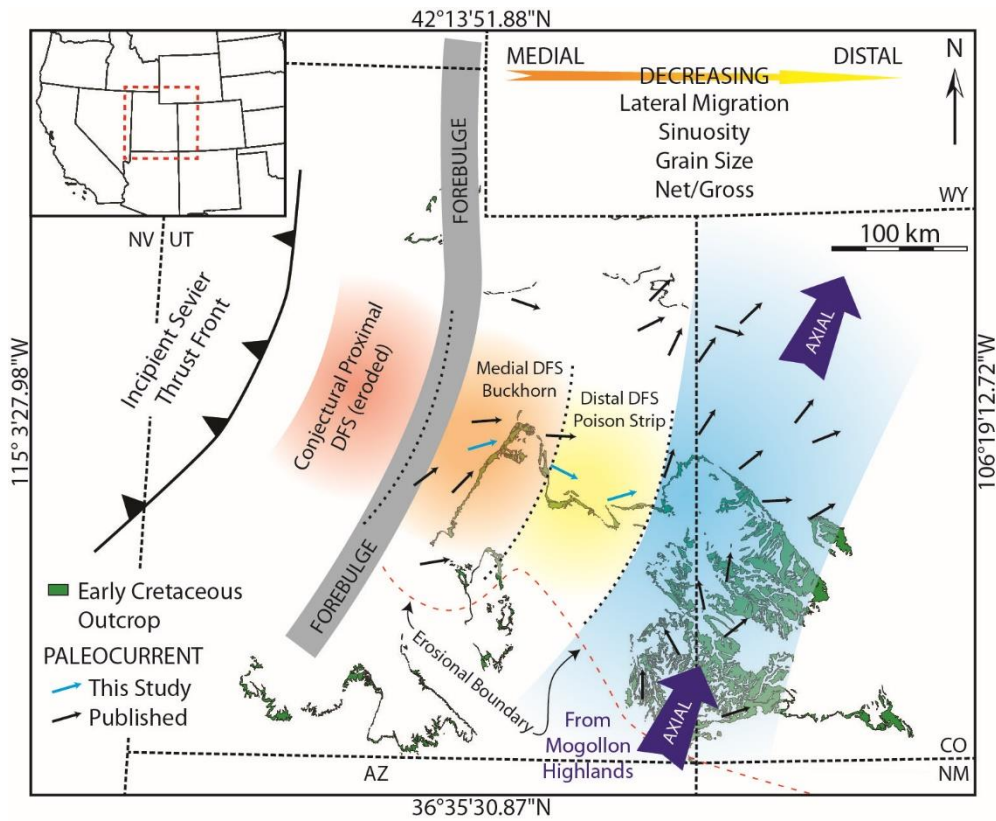 42°13'51.88"N
MEDIAL
DISTAL
DECREASING
Lateral Migration
Sinuosity
Grain Size
Net/Gross
N
WY
100 km
NV
UT
FOREBULGE
Incipient Sevier
Thrust Front
Conjectural Proximal
DFS (eroded)
Medial DFS
Buckhorn
Distal DFS
Poison Strip
AXIAL
115° 3'27.98"W
106°19'12.72"W
FOREBULGE
Early Cretaceous
Outcrop
PALEOCURRENT
This Study
Published
Erosional Boundary
From
Mogollon
Highlands
AXIAL
CO
AZ
NM
36°35'30.87"N